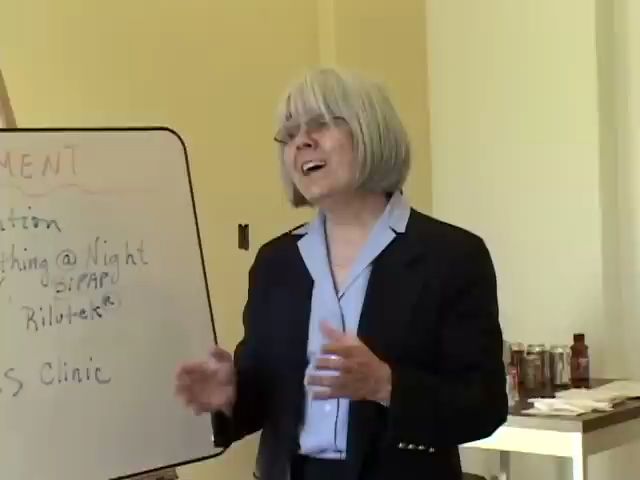 MENT
ation
thing @ Night
BiPAP
Rilutek®
S Clinic